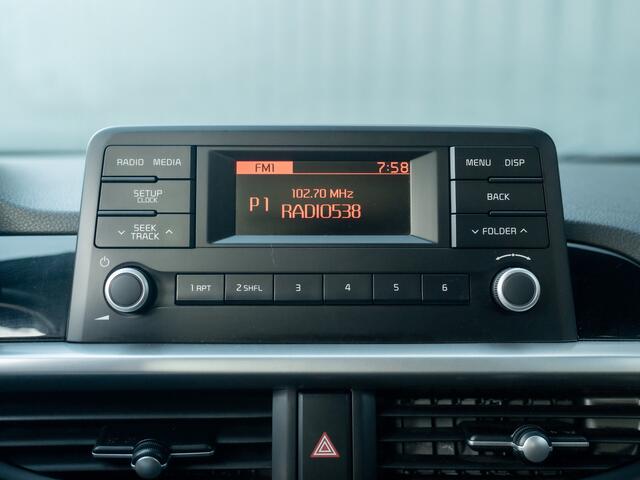 RADIO MEDIA
FM1 7:58
MENU DISP
SETUP
CLOCK
102.70 MHz
P1 RADIO538
BACK
SEEK
TRACK
FOLDER
1 RPT 2 SHFL 3 4 5 6